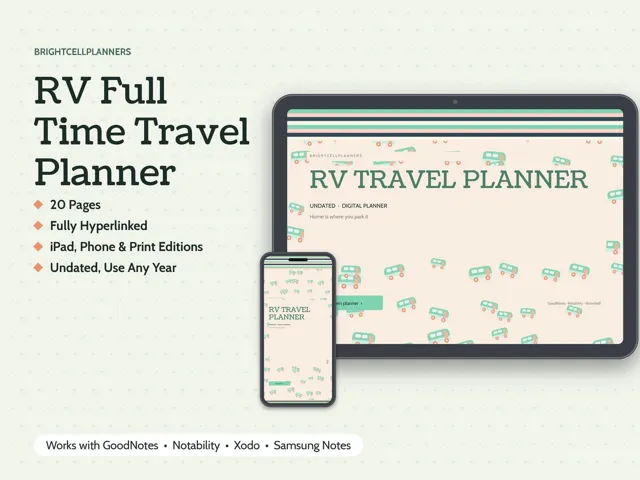 BRIGHTCELLPLANNERS
RV Full
Time Travel
Planner
20 Pages
Fully Hyperlinked
iPad, Phone & Print Editions
Undated, Use Any Year
BRIGHTCELLPLANNERS
RV TRAVEL PLANNER
UNDATED · DIGITAL PLANNER
Home is where you park it
planner ›
RV TRAVEL
PLANNER
Works with GoodNotes • Notability • Xodo • Samsung Notes